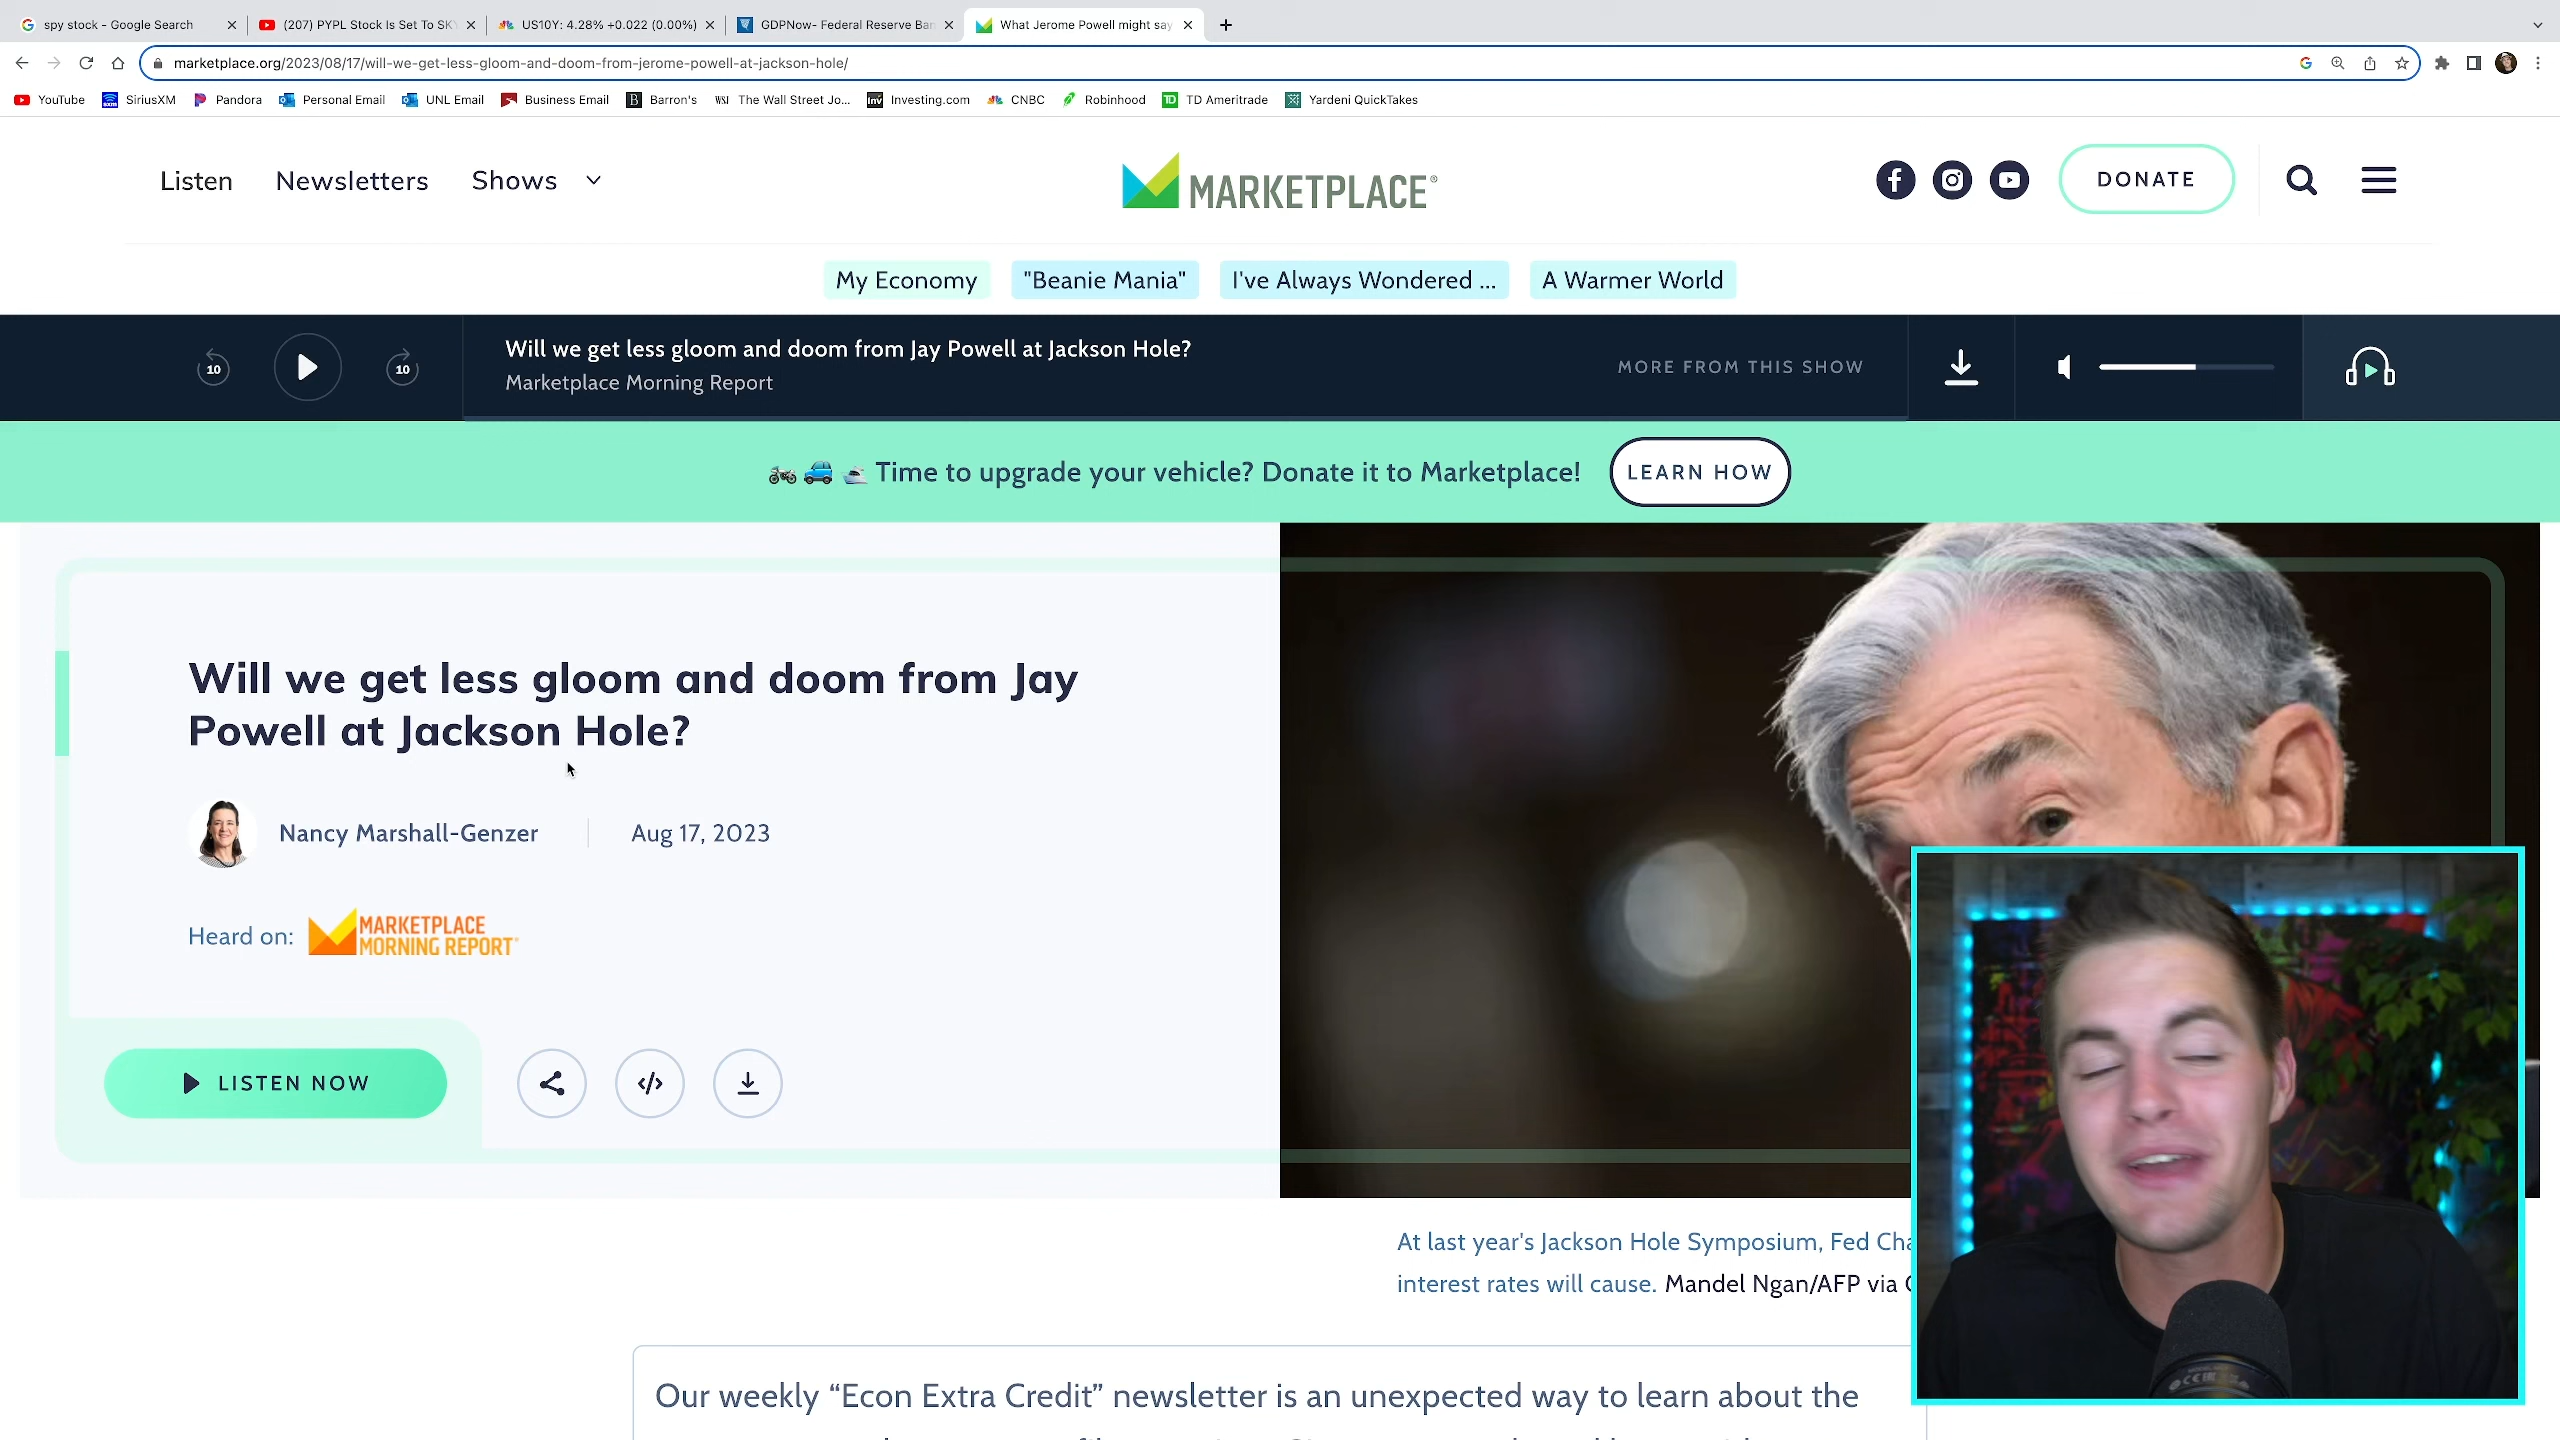 spy stock - Google Search
(207) PYPL Stock Is Set To SK
US10Y: 4.28% +0.022 (0.00%)
GDPNow- Federal Reserve Ban
What Jerome Powell might say
marketplace.org/2023/08/17/will-we-get-less-gloom-and-doom-from-jerome-powell-at-jackson-hole/
YouTube SiriusXM Pandora Personal Email UNL Email Business Email Barron's The Wall Street Jo... Investing.com CNBC Robinhood TD Ameritrade Yardeni QuickTakes
Listen Newsletters Shows
MARKETPLACE®
DONATE
My Economy "Beanie Mania" I've Always Wondered ... A Warmer World
10 10
Will we get less gloom and doom from Jay Powell at Jackson Hole?
Marketplace Morning Report
MORE FROM THIS SHOW
Time to upgrade your vehicle? Donate it to Marketplace! LEARN HOW
Will we get less gloom and doom from Jay
Powell at Jackson Hole?
Nancy Marshall-Genzer Aug 17, 2023
Heard on: MARKETPLACE
MORNING REPORT
LISTEN NOW
At last year's Jackson Hole Symposium, Fed Cha
interest rates will cause. Mandel Ngan/AFP via
Our weekly “Econ Extra Credit” newsletter is an unexpected way to learn about the